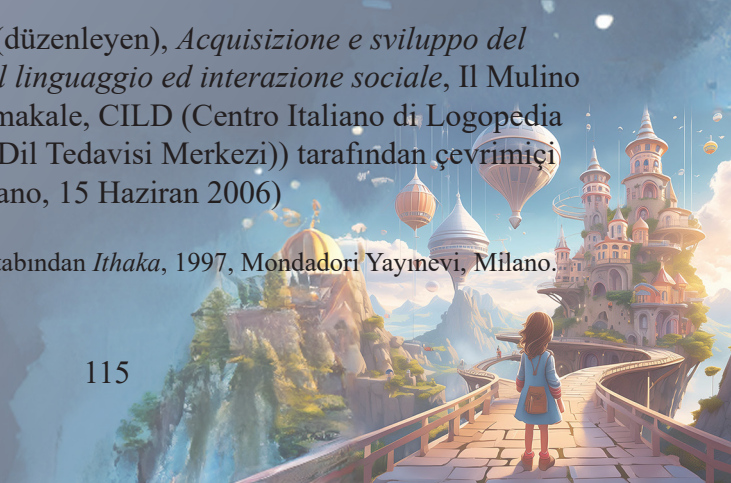 (düzenleyen), Acquisizione e sviluppo del
linguaggio ed interazione sociale, Il Mulino
makale, CILD (Centro Italiano di Logopedia
Dil Tedavisi Merkezi)) tarafından çevrimiçi
ano, 15 Haziran 2006)
tabından Ithaka, 1997, Mondadori Yayınevi, Milano.
115